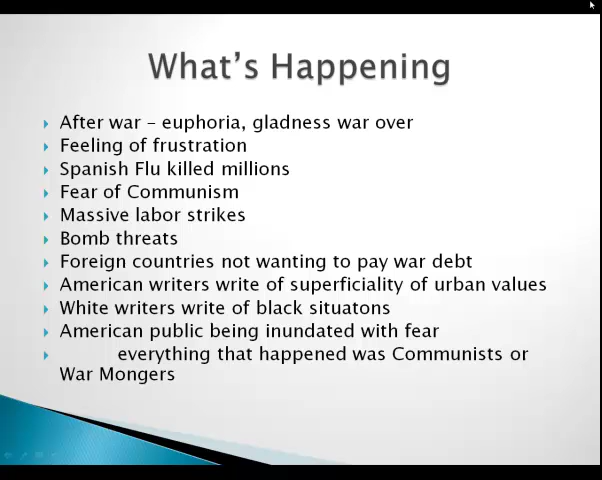 What's Happening
After war – euphoria, gladness war over
Feeling of frustration
Spanish Flu killed millions
Fear of Communism
Massive labor strikes
Bomb threats
Foreign countries not wanting to pay war debt
American writers write of superficiality of urban values
White writers write of black situatons
American public being inundated with fear
everything that happened was Communists or
War Mongers